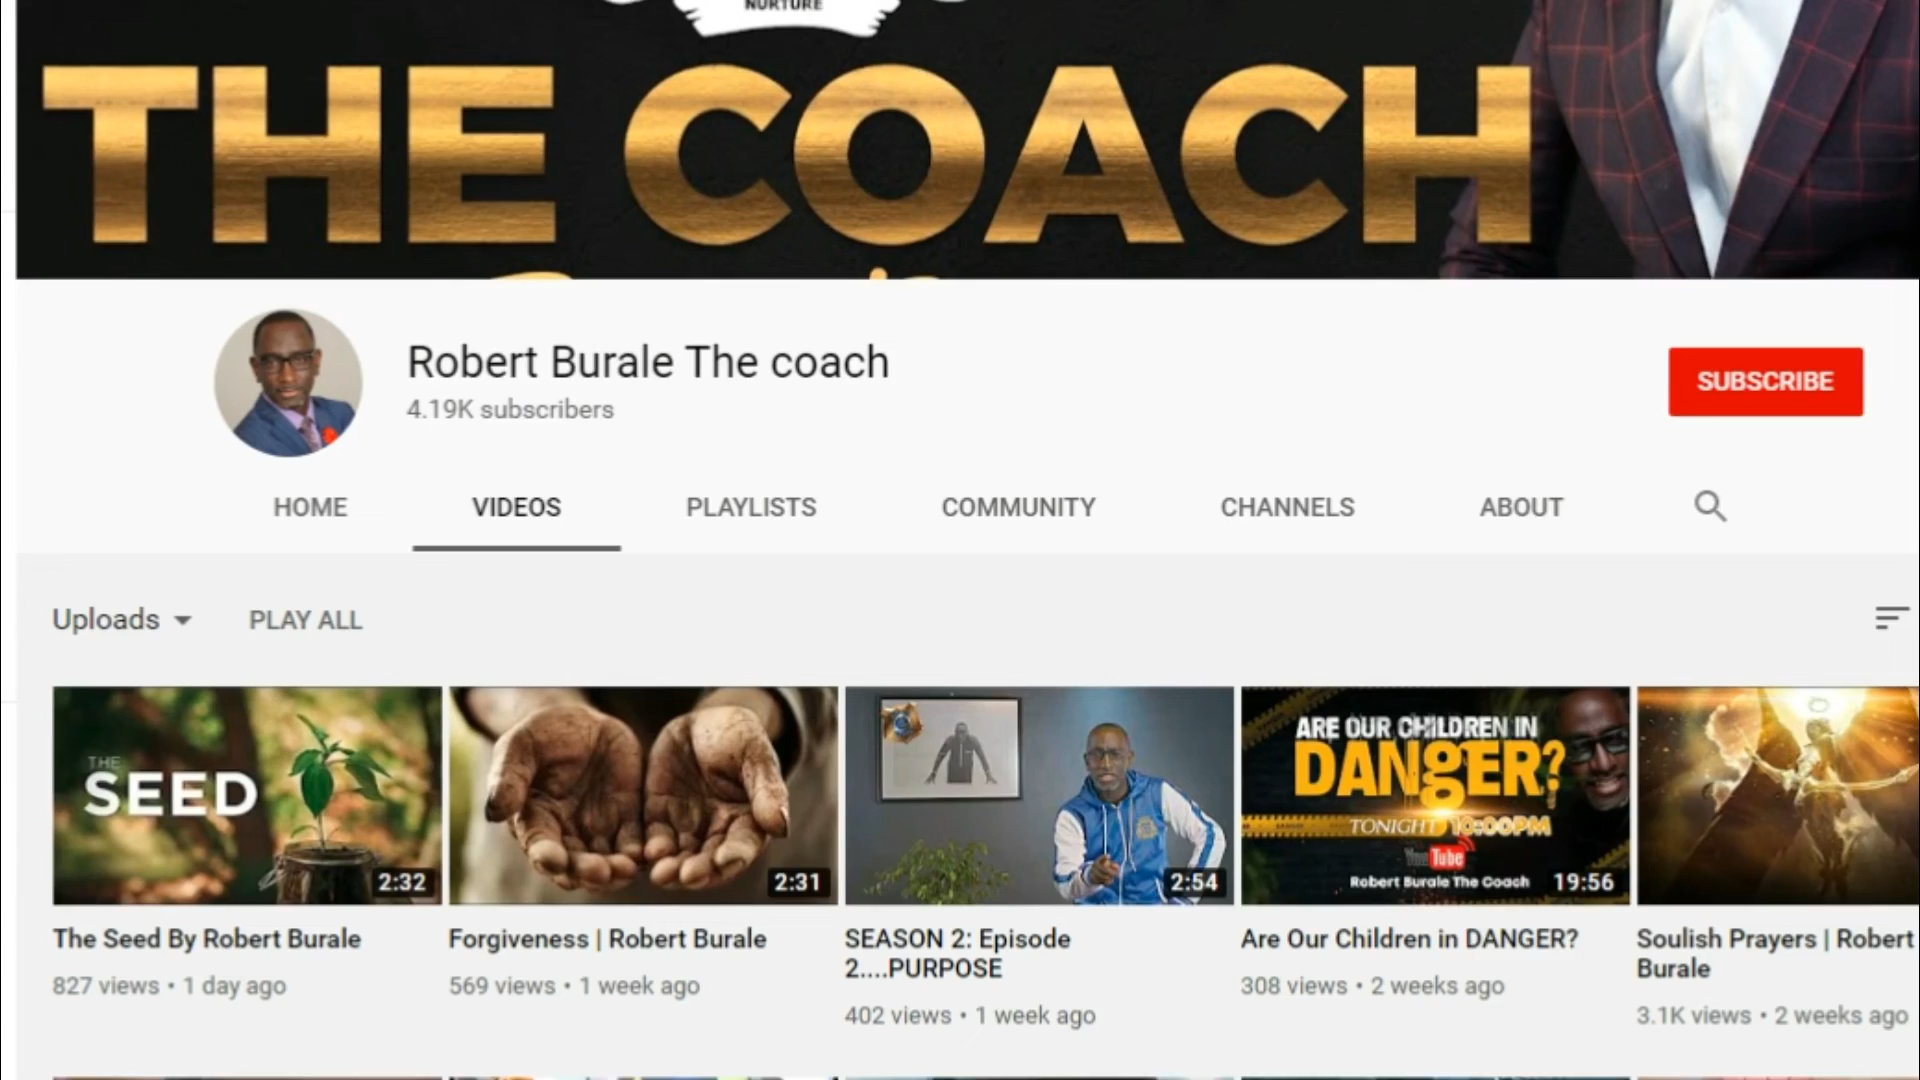 NURTURE
THE COACH
Robert Burale The coach
4.19K subscribers
SUBSCRIBE
HOME
VIDEOS
PLAYLISTS
COMMUNITY
CHANNELS
ABOUT
Uploads
PLAY ALL
THE
SEED
2:32
2:31
2:54
ARE OUR CHILDREN IN
DANgER?
TONIGHT 10:00PM
YouTube
Robert Burale The Coach
19:56
The Seed By Robert Burale
827 views • 1 day ago
Forgiveness | Robert Burale
569 views • 1 week ago
SEASON 2: Episode
2....PURPOSE
402 views • 1 week ago
Are Our Children in DANGER?
308 views • 2 weeks ago
Soulish Prayers | Robert
Burale
3.1K views • 2 weeks ago